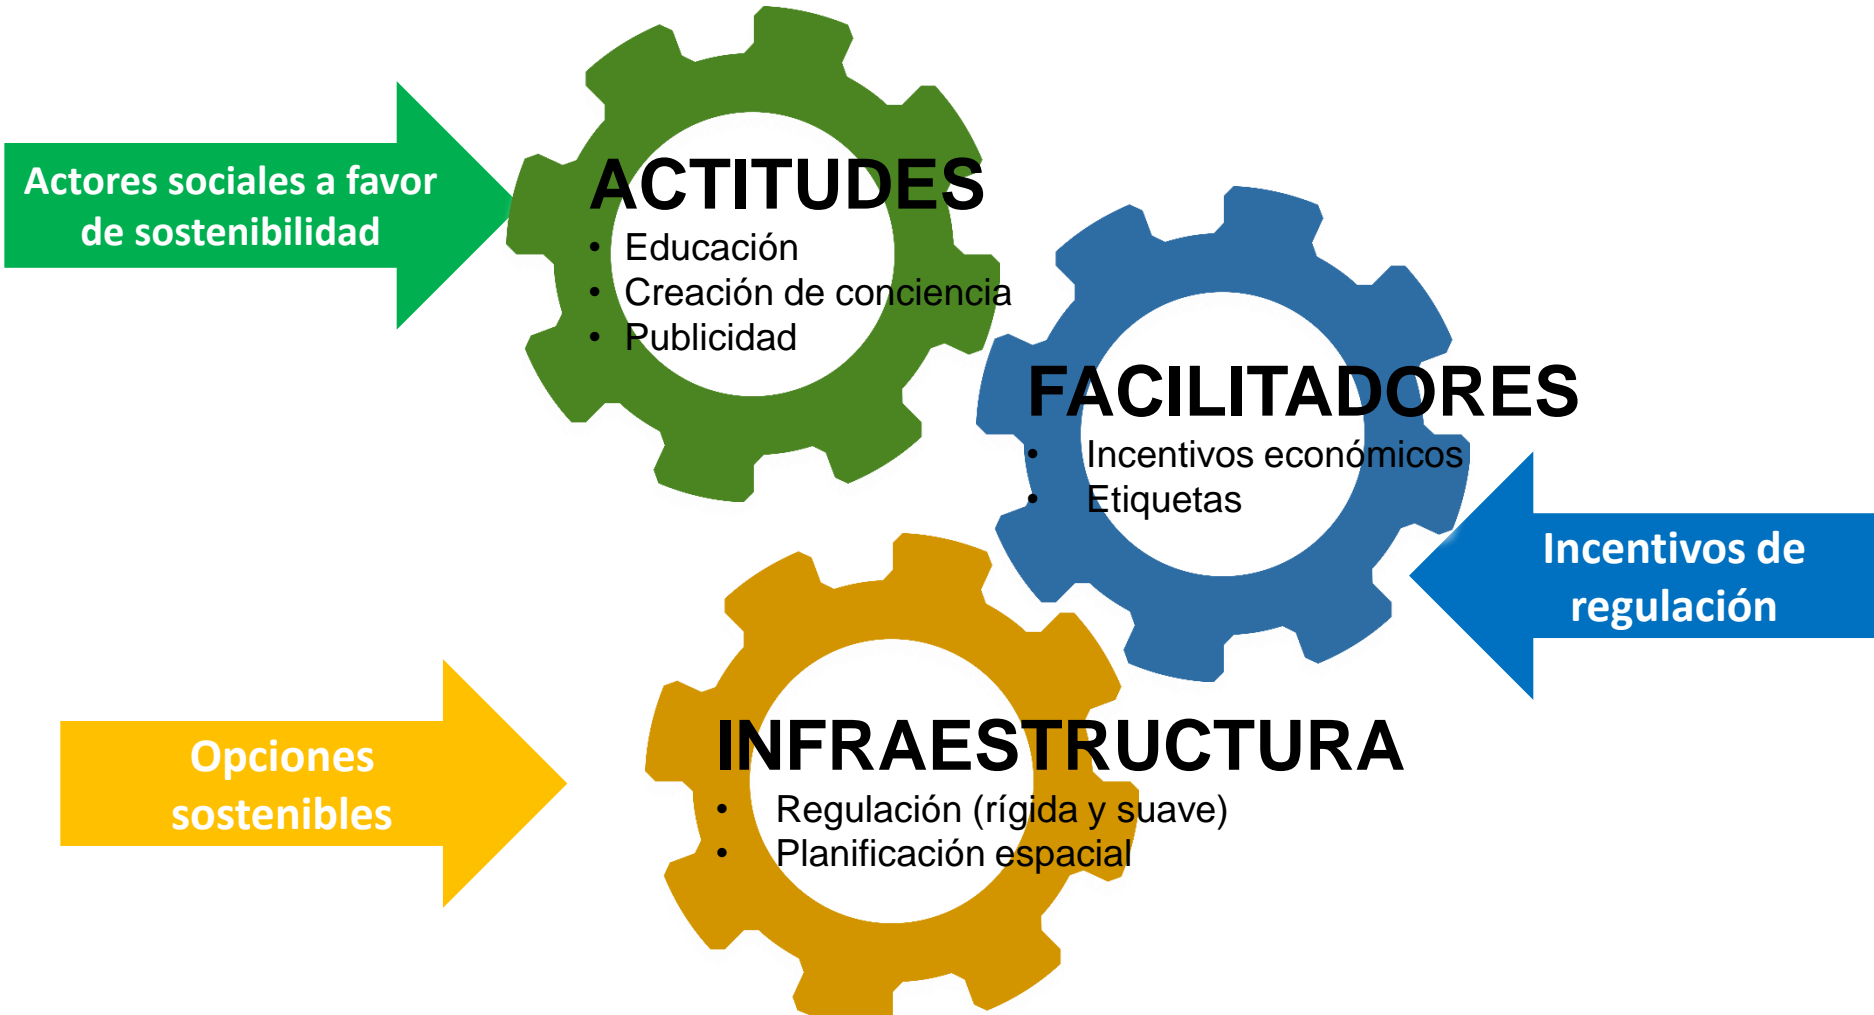 Actores sociales a favor
de sostenibilidad
ACTITUDES
• Educación
• Creación de conciencia
• Publicidad
FACILITADORES
• Incentivos económicos
• Etiquetas
Incentivos de
regulación
Opciones
sostenibles
INFRAESTRUCTURA
• Regulación (rígida y suave)
• Planificación espacial